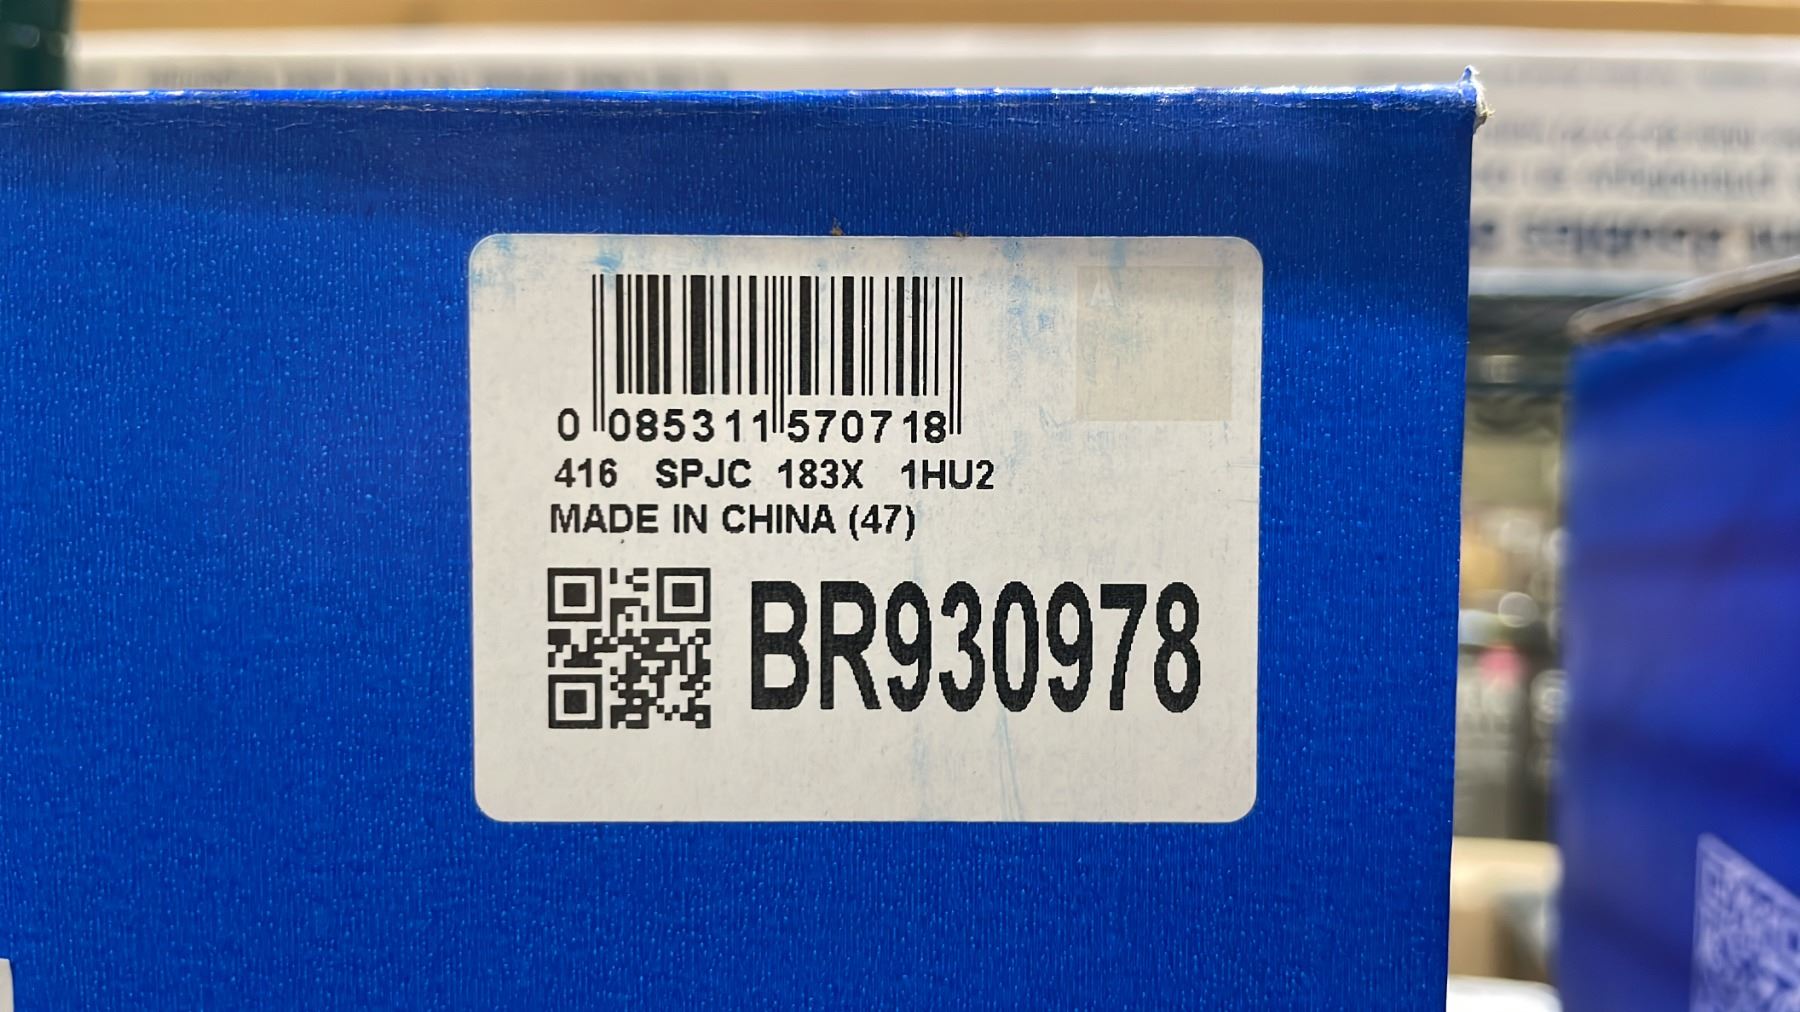 0 085311 570718
416 SPJC 183X 1HU2
MADE IN CHINA (47)
BR930978